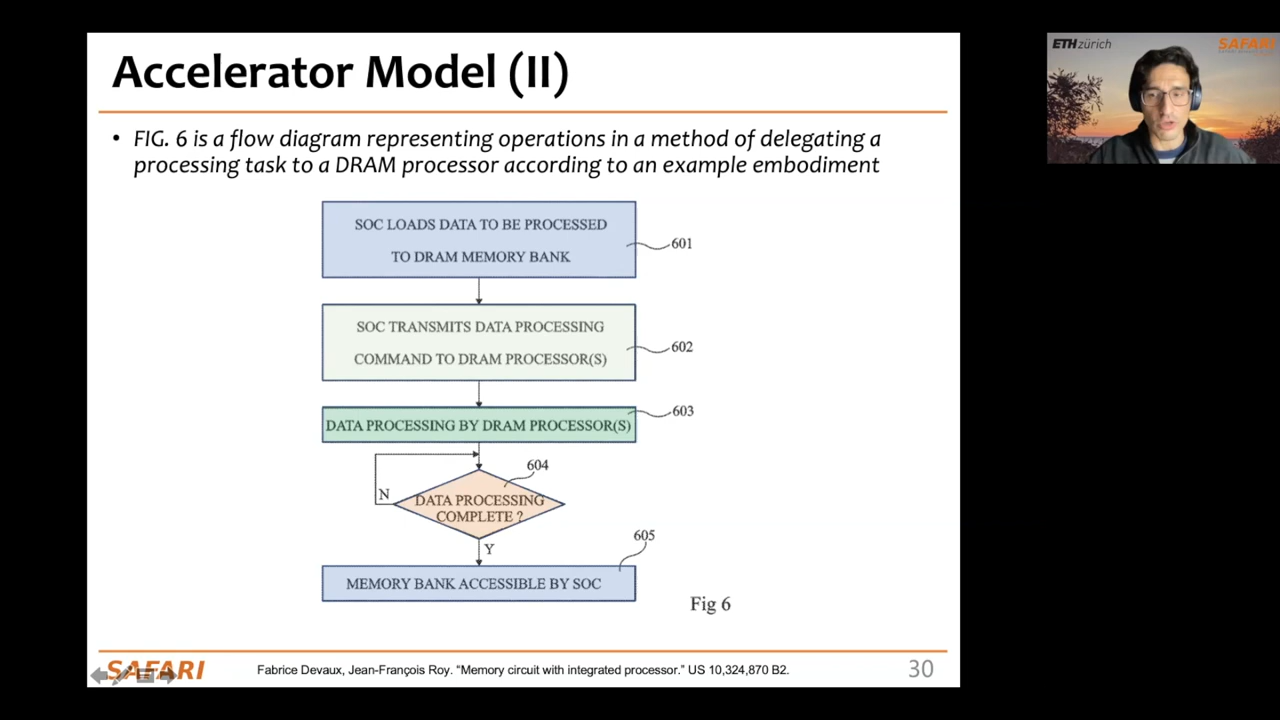 Accelerator Model (II)
• FIG. 6 is a flow diagram representing operations in a method of delegating a
processing task to a DRAM processor according to an example embodiment
SOC LOADS DATA TO BE PROCESSED
TO DRAM MEMORY BANK
601
SOC TRANSMITS DATA PROCESSING
COMMAND TO DRAM PROCESSOR(S)
602
DATA PROCESSING BY DRAM PROCESSOR(S)
603
604
DATA PROCESSING
COMPLETE ?
N
Y
605
MEMORY BANK ACCESSIBLE BY SOC
Fig 6
SAFARI
Fabrice Devaux, Jean-François Roy. “Memory circuit with integrated processor.” US 10,324,870 B2.
30
ETH zürich
SAFARI